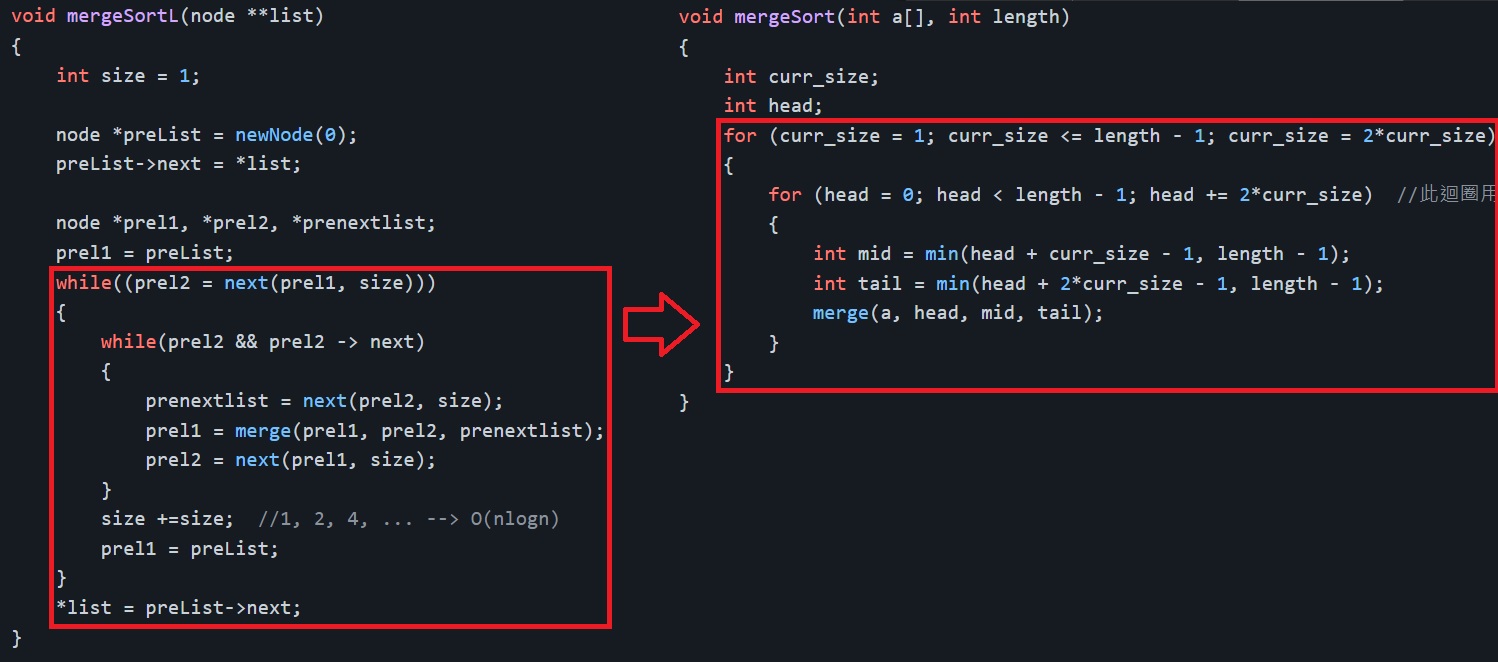 void mergeSortL(node **list)
{
    int size = 1;

    node *preList = newNode(0);
    preList->next = *list;

    node *prel1, *prel2, *prenextlist;
    prel1 = preList;
    while((prel2 = next(prel1, size)))
    {
        while(prel2 && prel2 -> next)
        {
            prenextlist = next(prel2, size);
            prel1 = merge(prel1, prel2, prenextlist);
            prel2 = next(prel1, size);
        }
        size +=size;  //1, 2, 4, ... --> O(nlogn)
        prel1 = preList;
    }
    *list = preList->next;
}
void mergeSort(int a[], int length)
{
    int curr_size;
    int head;
    for (curr_size = 1; curr_size <= length - 1; curr_size = 2*curr_size)
    {
        for (head = 0; head < length - 1; head += 2*curr_size)  //此迴圈用
        {
            int mid = min(head + curr_size - 1, length - 1);
            int tail = min(head + 2*curr_size - 1, length - 1);
            merge(a, head, mid, tail);
        }
    }
}